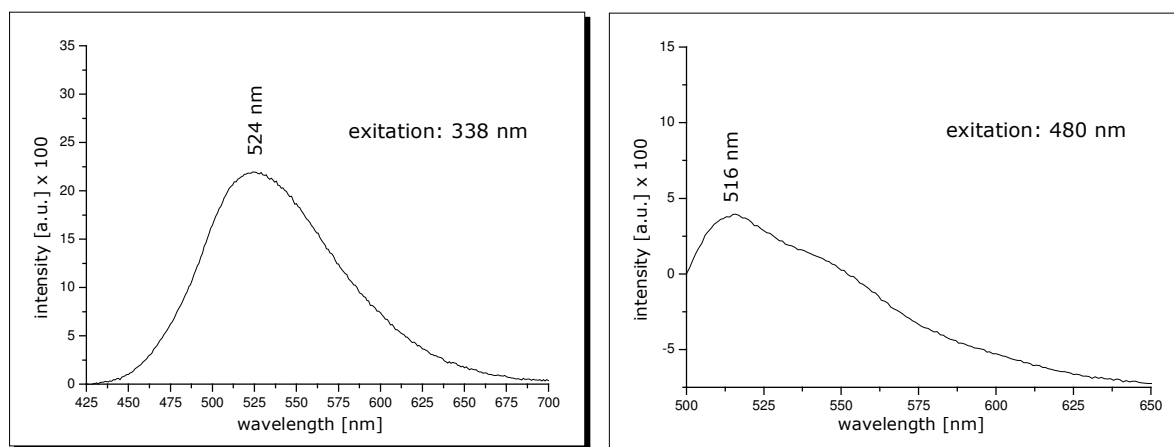 35
30
25
20
15
10
5
0
intensity [a.u.] x 100
524 nm
exitation: 338 nm
425 450 475 500 525 550 575 600 625 650 675 700
wavelength [nm]
15
10
5
0
-5
intensity [a.u.] x 100
516 nm
exitation: 480 nm
500 525 550 575 600 625 650
wavelength [nm]